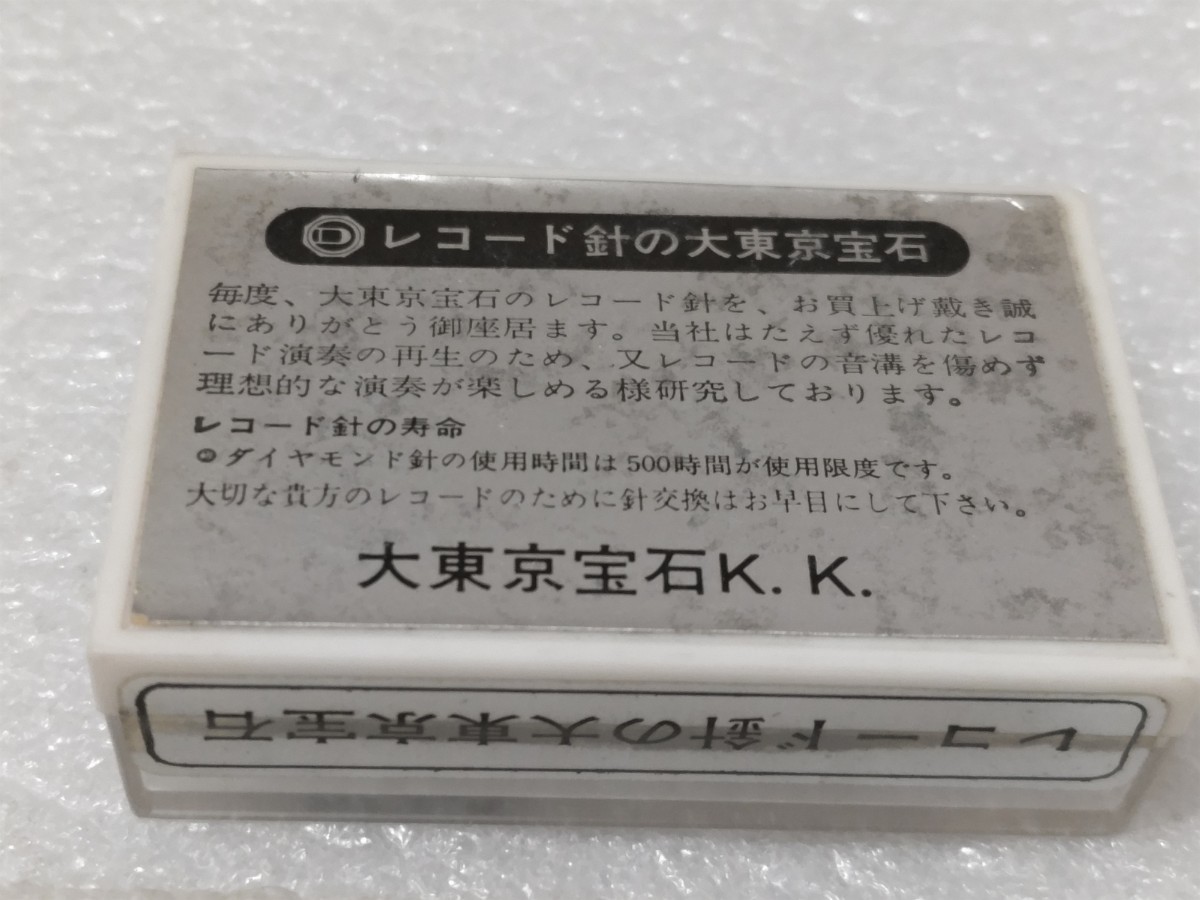 D レコード針の大東京宝石
毎度、大東京宝石のレコード針を、お買上げ戴き誠
にありがとう御座居ます。当社はたえず優れたレコ
ード演奏の再生のため、又レコードの音溝を傷めず
理想的な演奏が楽しめる様研究しております。
レコード針の寿命
◎ダイヤモンド針の使用時間は500時間が使用限度です。
大切な貴方のレコードのために針交換はお早目にして下さい。
大東京宝石K.K.
レコード針の大東京宝石